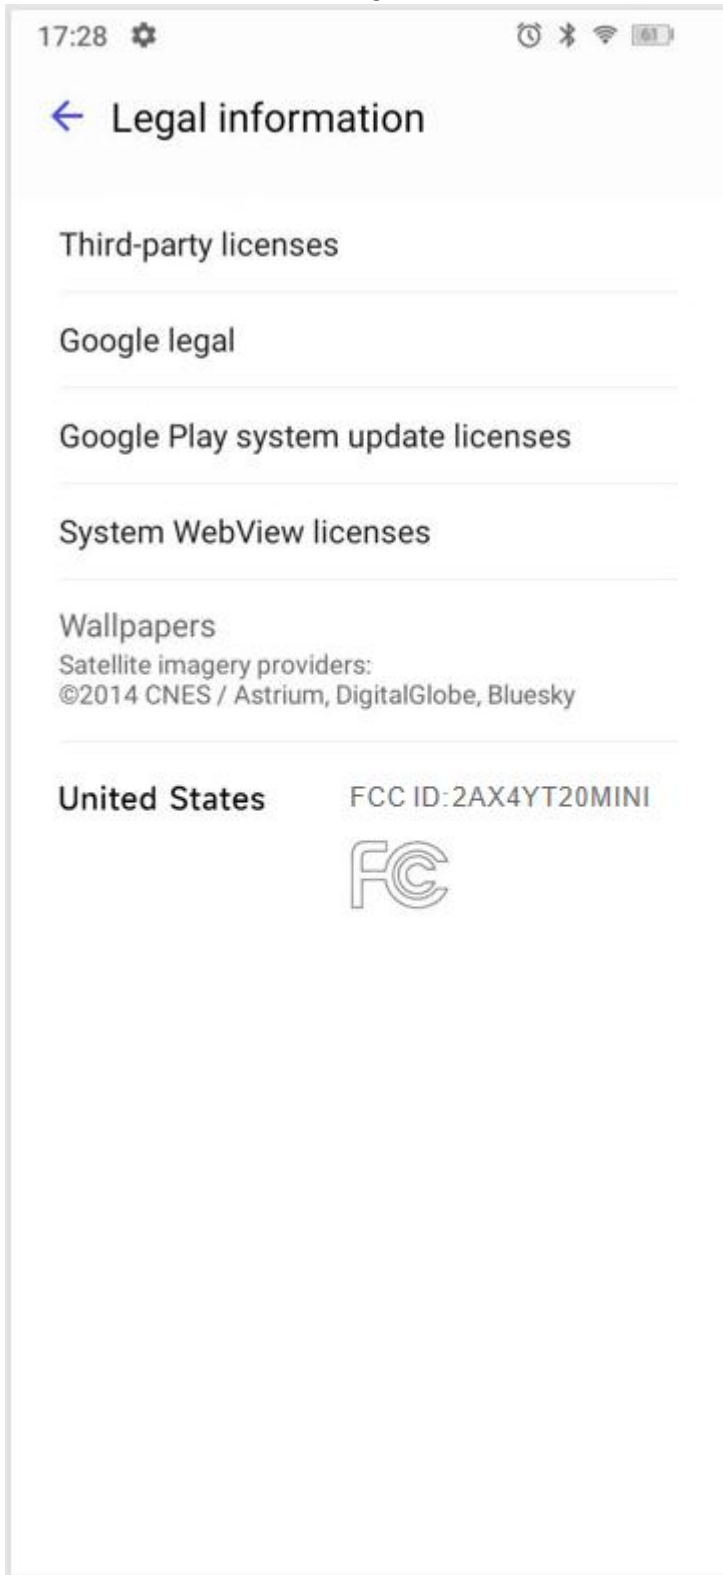 17:28
61
Legal information
Third-party licenses
Google legal
Google Play system update licenses
System WebView licenses
Wallpapers
Satellite imagery providers:
©2014 CNES / Astrium, DigitalGlobe, Bluesky
United States FCC ID:2AX4YT20MINI
FC